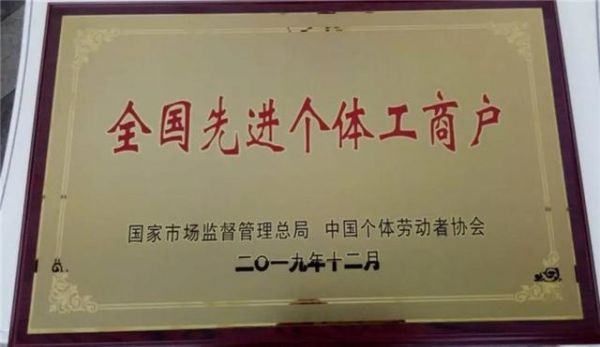 全国先进个体工商户
国家市场监督管理总局 中国个体劳动者协会
二〇一九年十二月